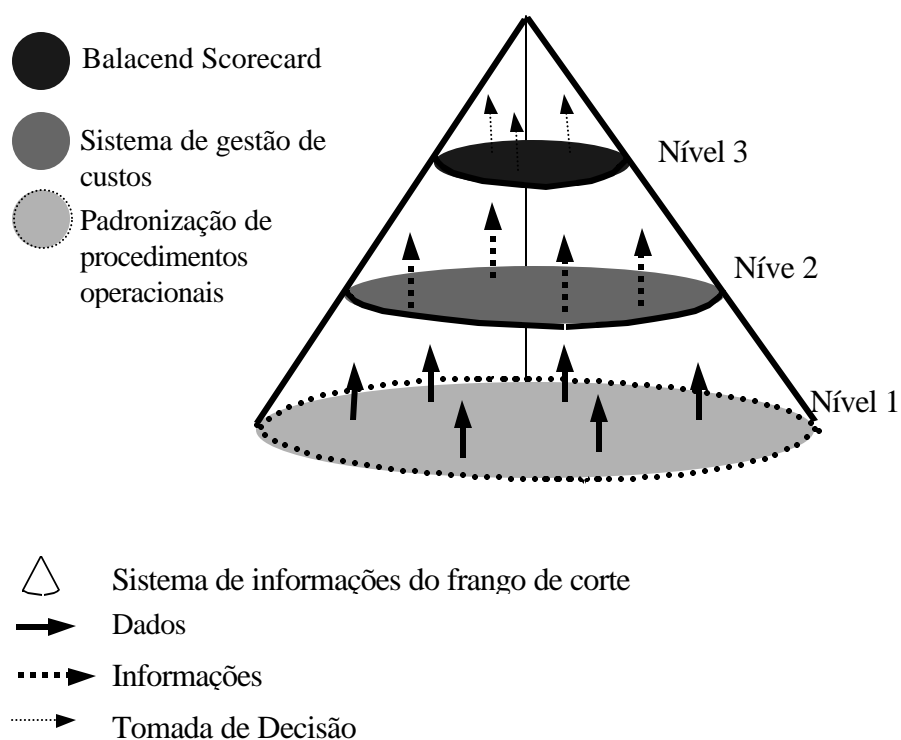 Balacend Scorecard
Sistema de gestão de
custos
Padronização de
procedimentos
operacionais
Nível 3
Níve 2
Nível 1
Sistema de informações do frango de corte
Dados
Informações
Tomada de Decisão